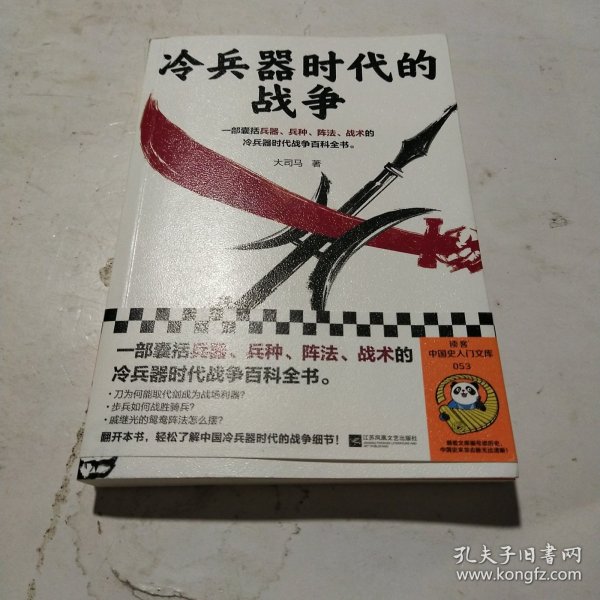 冷兵器时代的
战争
一部囊括兵器、兵种、阵法、战术的
冷兵器时代战争百科全书。
大司马 著
一部囊括兵器、兵种、阵法、战术的
冷兵器时代战争百科全书。
·刀为何能取代剑成为战场利器?
·步兵如何战胜骑兵?
·戚继光的鸳鸯阵法怎么摆?
翻开本书，轻松了解中国冷兵器时代的战争细节!
江苏凤凰文艺出版社
读客
中国史入门文库
053
孔夫子旧书网
www.kongfz.com